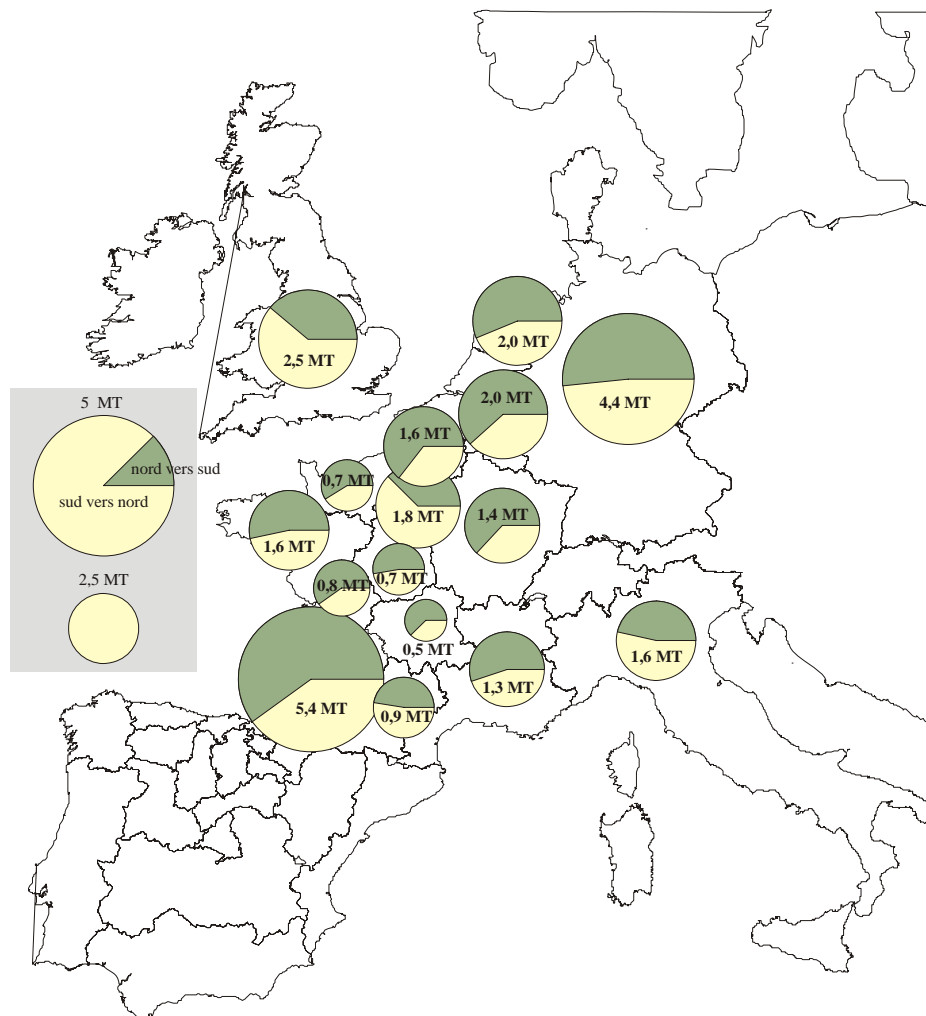 2,5 MT
2,0 MT
4,4 MT
5 MT
2,0 MT
1,6 MT
nord vers sud
0,7 MT
sud vers nord
1,8 MT
1,4 MT
1,6 MT
2,5 MT
0,8 MT
0,7 MT
0,5 MT
1,6 MT
1,3 MT
5,4 MT
0,9 MT